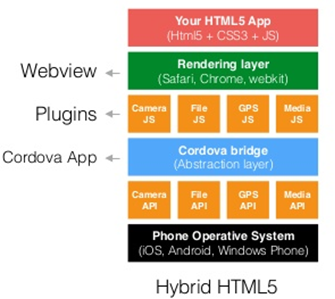 Your HTML5 App
(Html5 + CSS3 + JS)
Webview
Rendering layer
(Safari, Chrome, webkit)
Plugins
Camera JS
File JS
GPS JS
Media JS
Cordova App
Cordova bridge
(Abstraction layer)
Camera API
File API
GPS API
Media API
Phone Operative System
(iOS, Android, Windows Phone)
Hybrid HTML5